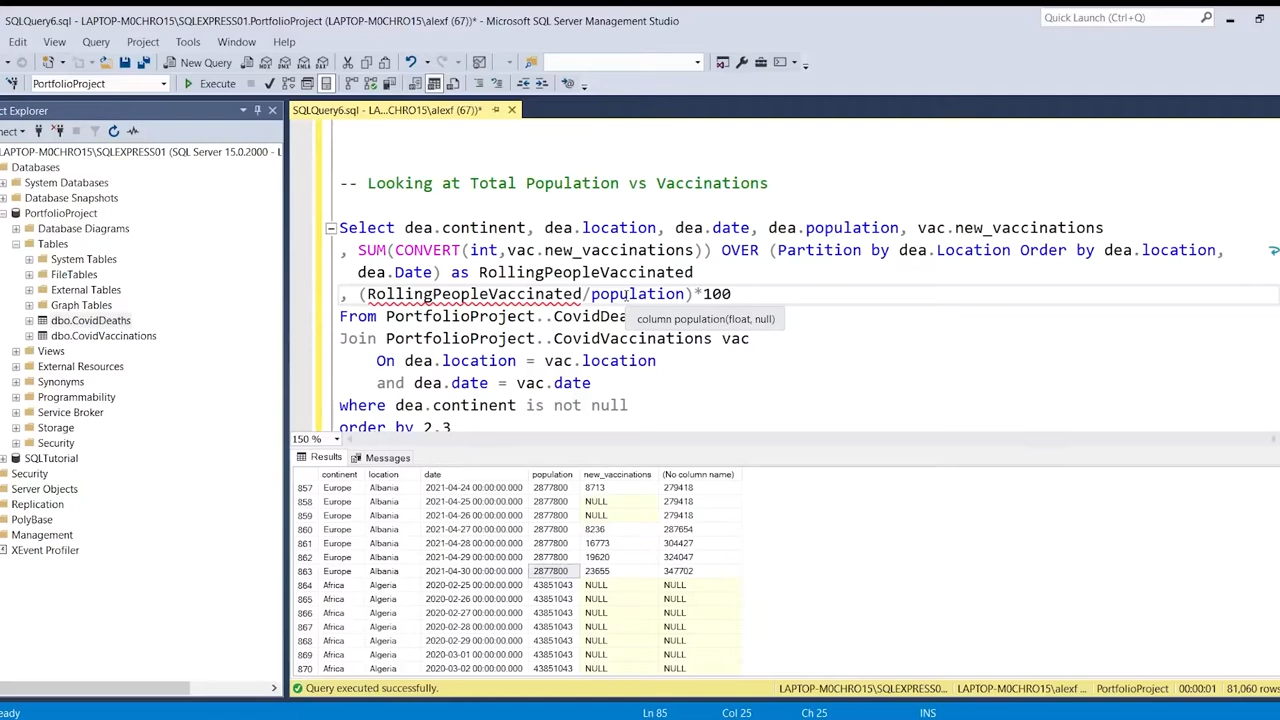 SQLQuery6.sql - LAPTOP-M0CHRO15\SQLEXPRESS01.PortfolioProject (LAPTOP-M0CHRO15\alexf (67))* - Microsoft SQL Server Management Studio
Quick Launch (Ctrl+Q)
Edit View Query Project Tools Window Help
New Query
PortfolioProject Execute
ct Explorer
SQLQuery6.sql - LA...CHRO15\alexf (67))*
nect
LAPTOP-M0CHRO15\SQLEXPRESS01 (SQL Server 15.0.2000 - L
Databases
System Databases
Database Snapshots
PortfolioProject
Database Diagrams
Tables
System Tables
FileTables
External Tables
Graph Tables
dbo.CovidDeaths
dbo.CovidVaccinations
Views
External Resources
Synonyms
Programmability
Service Broker
Storage
Security
SQLTutorial
Security
Server Objects
Replication
PolyBase
Management
XEvent Profiler
-- Looking at Total Population vs Vaccinations
Select dea.continent, dea.location, dea.date, dea.population, vac.new_vaccinations
, SUM(CONVERT(int,vac.new_vaccinations)) OVER (Partition by dea.Location Order by dea.location,
dea.Date) as RollingPeopleVaccinated
, (RollingPeopleVaccinated/population)*100
From PortfolioProject..CovidDea
column population(float, null)
Join PortfolioProject..CovidVaccinations vac
On dea.location = vac.location
and dea.date = vac.date
where dea.continent is not null
order by 2,3
150 %
Results Messages
continent location date population new_vaccinations (No column name)
857 Europe Albania 2021-04-24 00:00:00.000 2877800 8713 279418
858 Europe Albania 2021-04-25 00:00:00.000 2877800 NULL 279418
859 Europe Albania 2021-04-26 00:00:00.000 2877800 NULL 279418
860 Europe Albania 2021-04-27 00:00:00.000 2877800 8236 287654
861 Europe Albania 2021-04-28 00:00:00.000 2877800 16773 304427
862 Europe Albania 2021-04-29 00:00:00.000 2877800 19620 324047
863 Europe Albania 2021-04-30 00:00:00.000 2877800 23655 347702
864 Africa Algeria 2020-02-25 00:00:00.000 43851043 NULL NULL
865 Africa Algeria 2020-02-26 00:00:00.000 43851043 NULL NULL
866 Africa Algeria 2020-02-27 00:00:00.000 43851043 NULL NULL
867 Africa Algeria 2020-02-28 00:00:00.000 43851043 NULL NULL
868 Africa Algeria 2020-02-29 00:00:00.000 43851043 NULL NULL
869 Africa Algeria 2020-03-01 00:00:00.000 43851043 NULL NULL
870 Africa Algeria 2020-03-02 00:00:00.000 43851043 NULL NULL
Query executed successfully. LAPTOP-M0CHRO15\SQLEXPRESS0... LAPTOP-M0CHRO15\alexf ... PortfolioProject 00:00:01 81,060 rows
eady Ln 85 Col 25 Ch 25 INS